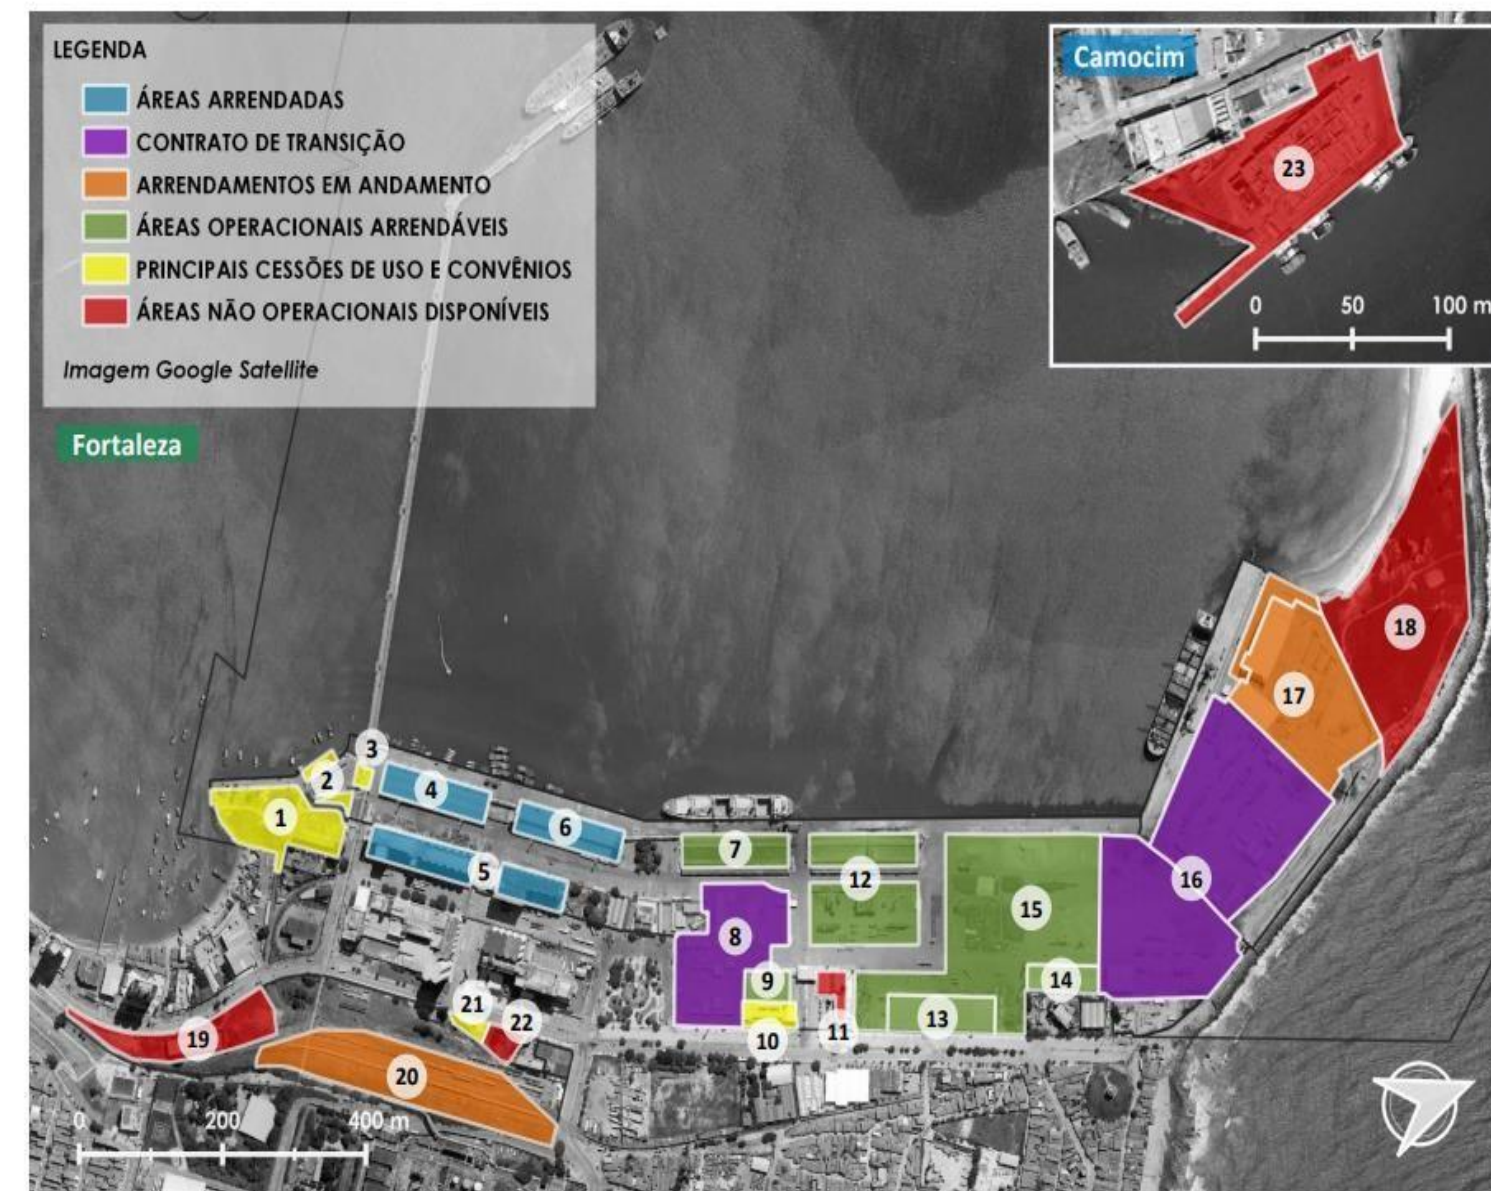 LEGENDA
ÁREAS ARRENDADAS
CONTRATO DE TRANSIÇÃO
ARRENDAMENTOS EM ANDAMENTO
ÁREAS OPERACIONAIS ARRENDÁVEIS
PRINCIPAIS CESSÕES DE USO E CONVÊNIOS
ÁREAS NÃO OPERACIONAIS DISPONÍVEIS
Imagem Google Satellite
Camocim
23
0 50 100 m
Fortaleza
18
17
3
2
4
1
6
5
7
12
16
15
8
9
14
10
11
13
21
22
19
20
0 200 400 m